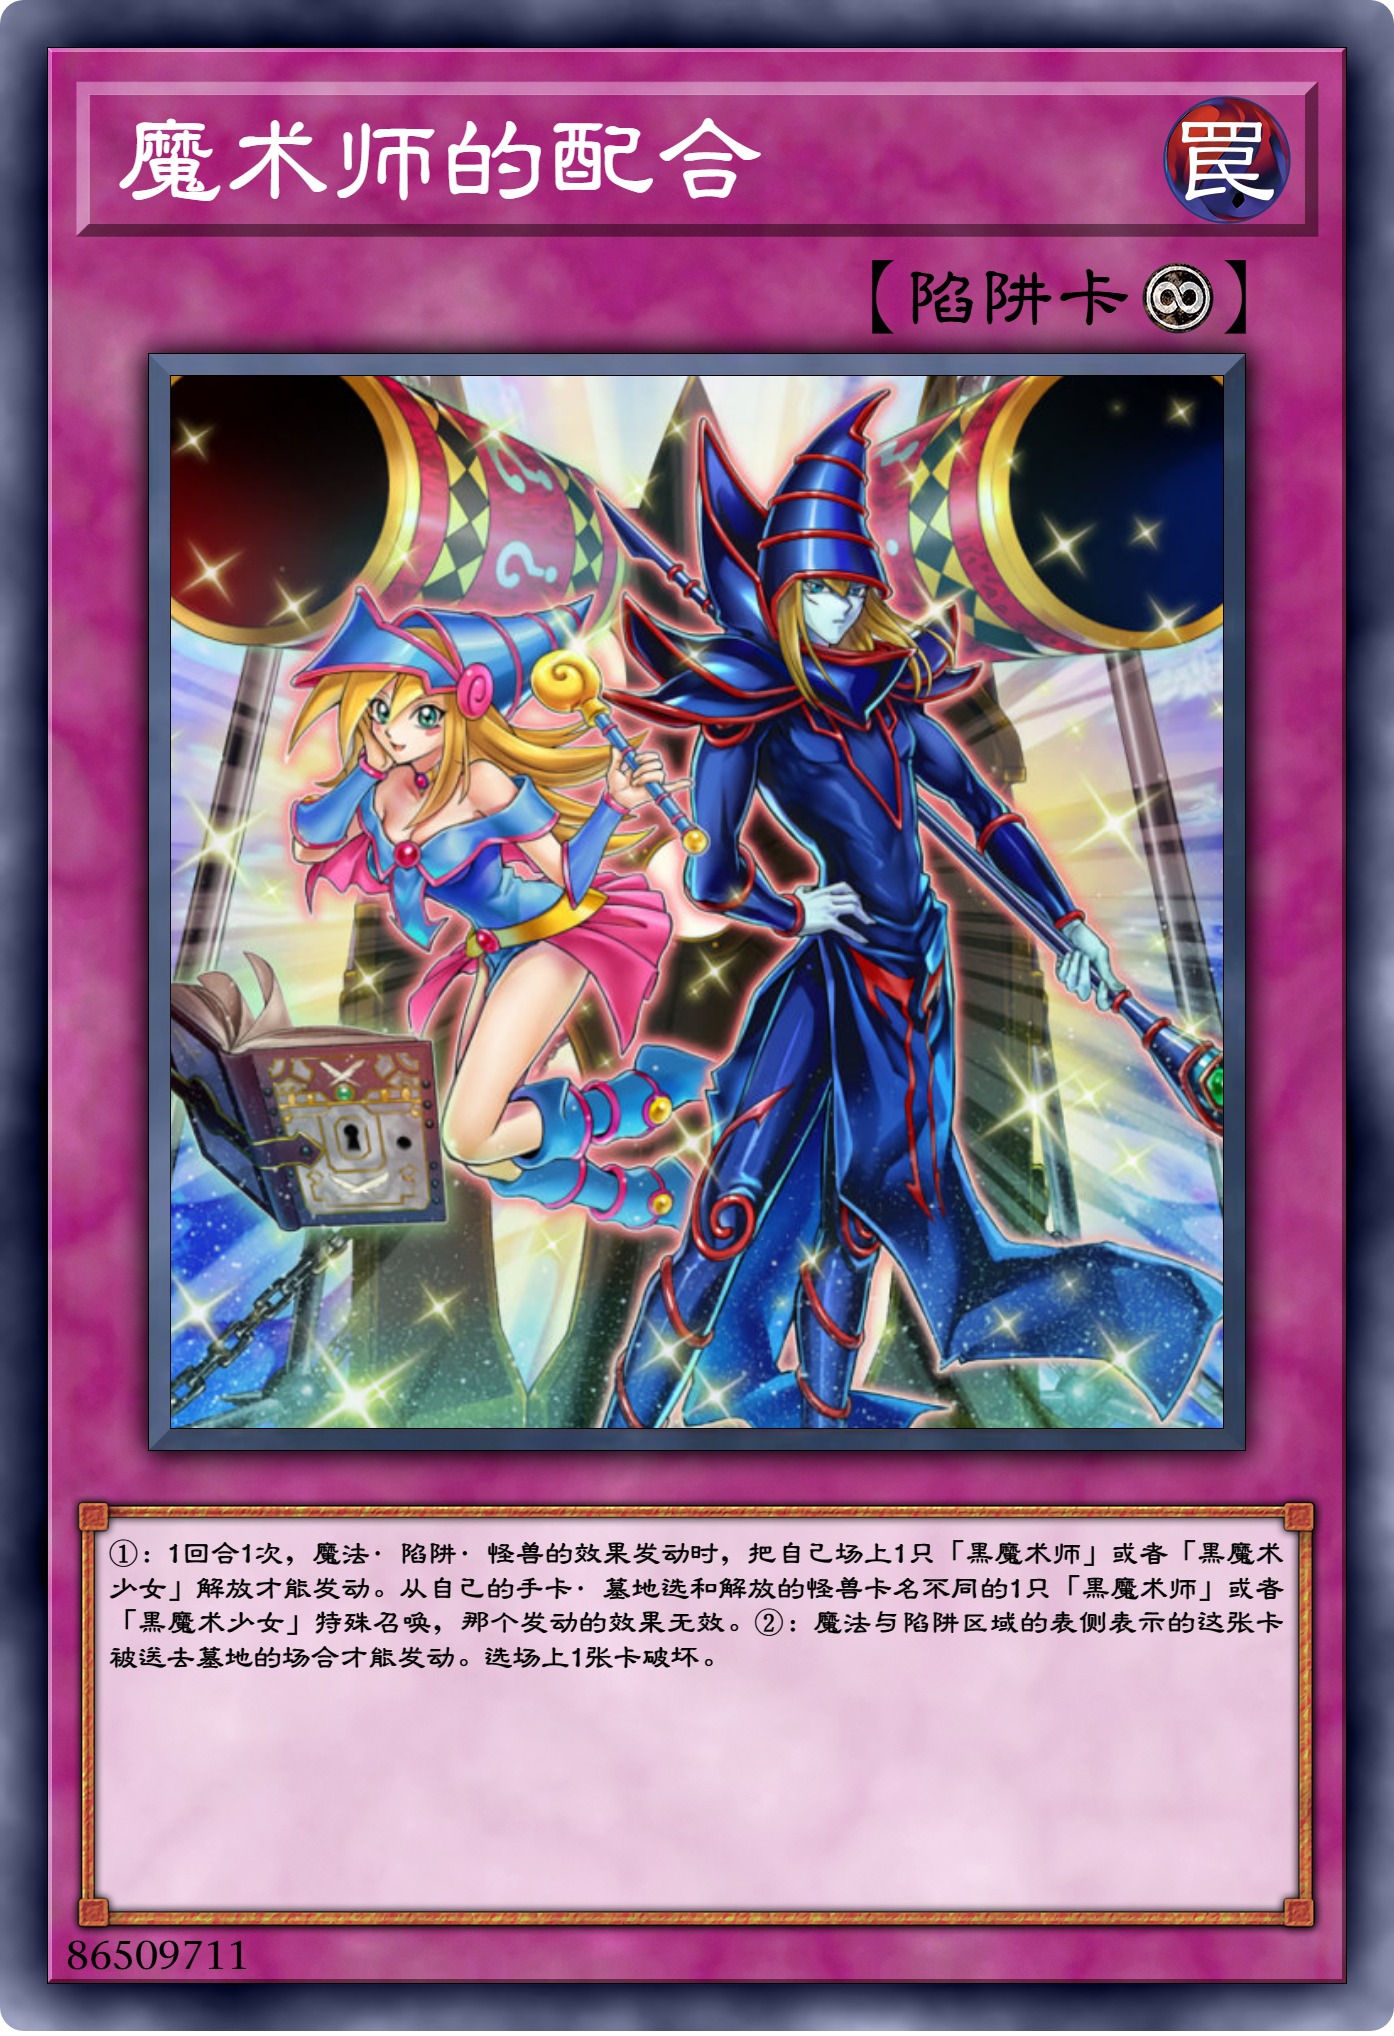 魔术师的配合
罠
【陷阱卡】
①：1回合1次，魔法·陷阱·怪兽的效果发动时，把自己场上1只「黑魔术师」或者「黑魔术
少女」解放才能发动。从自己的手卡·墓地选和解放的怪兽卡名不同的1只「黑魔术师」或者
「黑魔术少女」特殊召唤，那个发动的效果无效。②：魔法与陷阱区域的表侧表示的这张卡
被送去墓地的场合才能发动。选场上1张卡破坏。
86509711